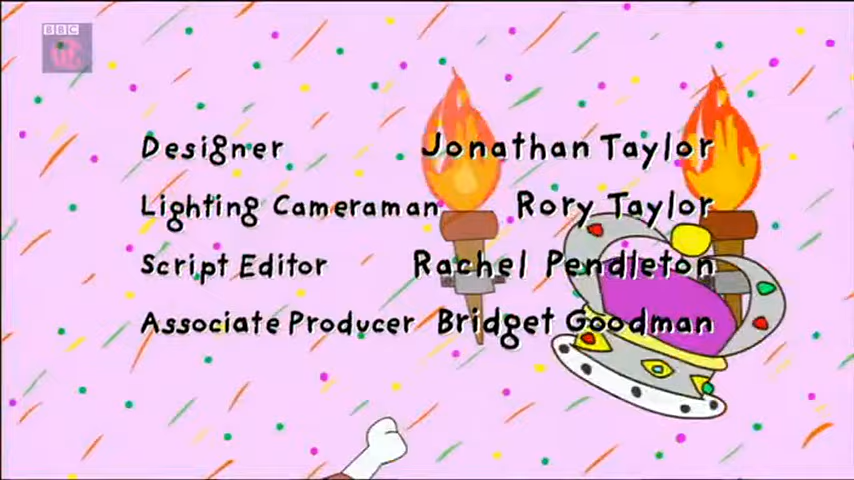 BBC
Designer Jonathan Taylor
Lighting Cameraman Rory Taylor
Script Editor Rachel Pendleton
Associate Producer Bridget Goodman